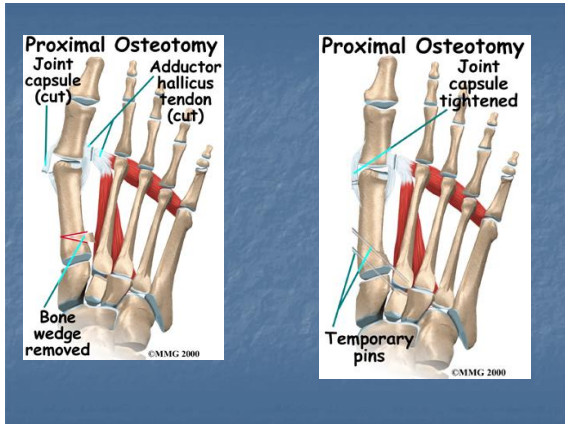 Proximal Osteotomy
Joint
capsule
(cut)
Adductor
hallicus
tendon
(cut)
Bone
wedge
removed
©MMG 2000
Proximal Osteotomy
Joint
capsule
tightened
Temporary
pins
©MMG 2000